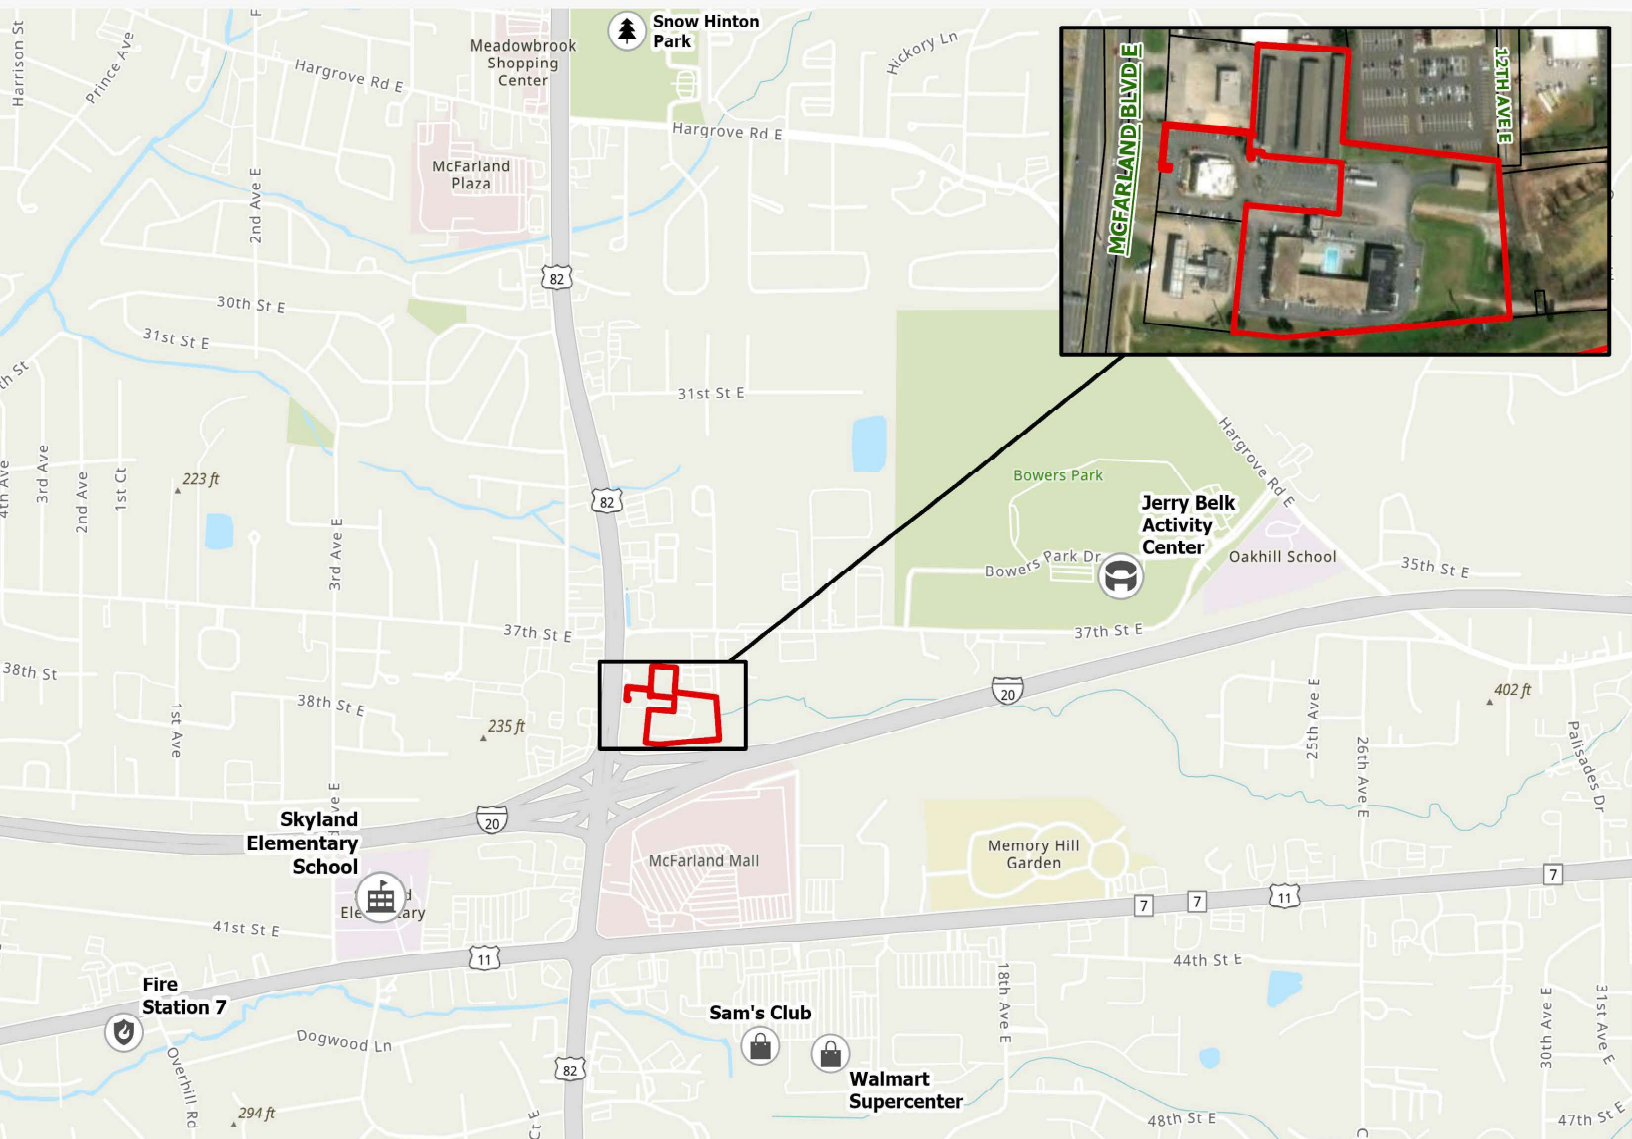 Harrison St
Prince Ave
Hargrove Rd E
2nd Ave E
Meadowbrook
Shopping
Center
Snow Hinton
Park
Hickory Ln
Hargrove Rd E
McFarland
Plaza
MCFARLAND BLVD E
12TH AVE E
82
30th St E
31st St E
th St
31st St E
Hargrove Rd E
4th Ave
3rd Ave
2nd Ave
1st Ct
223 ft
3rd Ave E
82
Bowers Park
Jerry Belk
Activity
Center
Bowers Park Dr
Oakhill School
35th St E
37th St E
37th St E
38th St
38th St E
1st Ave
235 ft
20
25th Ave E
402 ft
26th Ave E
Palisades Dr
ve E
20
Skyland
Elementary
School
d
Ele
ary
McFarland Mall
Memory Hill
Garden
7
7
7
11
41st St E
11
44th St E
18th Ave E
Fire
Station 7
Sam's Club
Walmart
Supercenter
Dogwood Ln
Overhill Rd
82
30th Ave E
31st Ave E
294 ft
Ct E
48th St E
47th St E